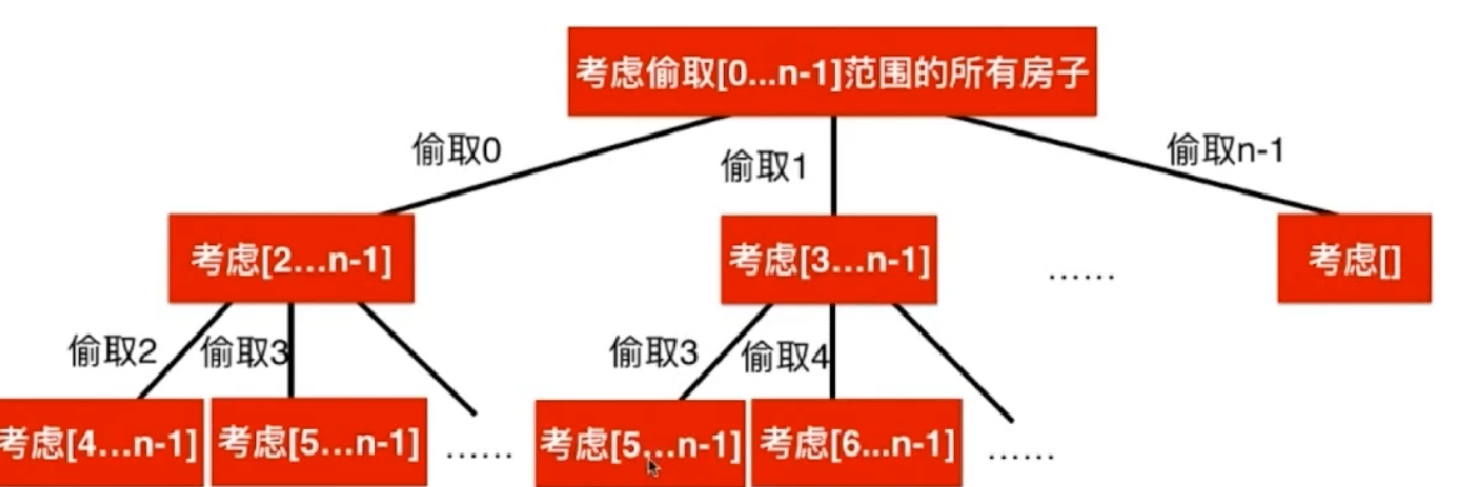 考虑偷取[0...n-1]范围的所有房子
偷取0
偷取1
偷取n-1
考虑[2...n-1]
考虑[3...n-1]
......
考虑[]
偷取2
偷取3
偷取3
偷取4
考虑[4...n-1]
考虑[5...n-1]
......
考虑[5...n-1]
考虑[6...n-1]
......